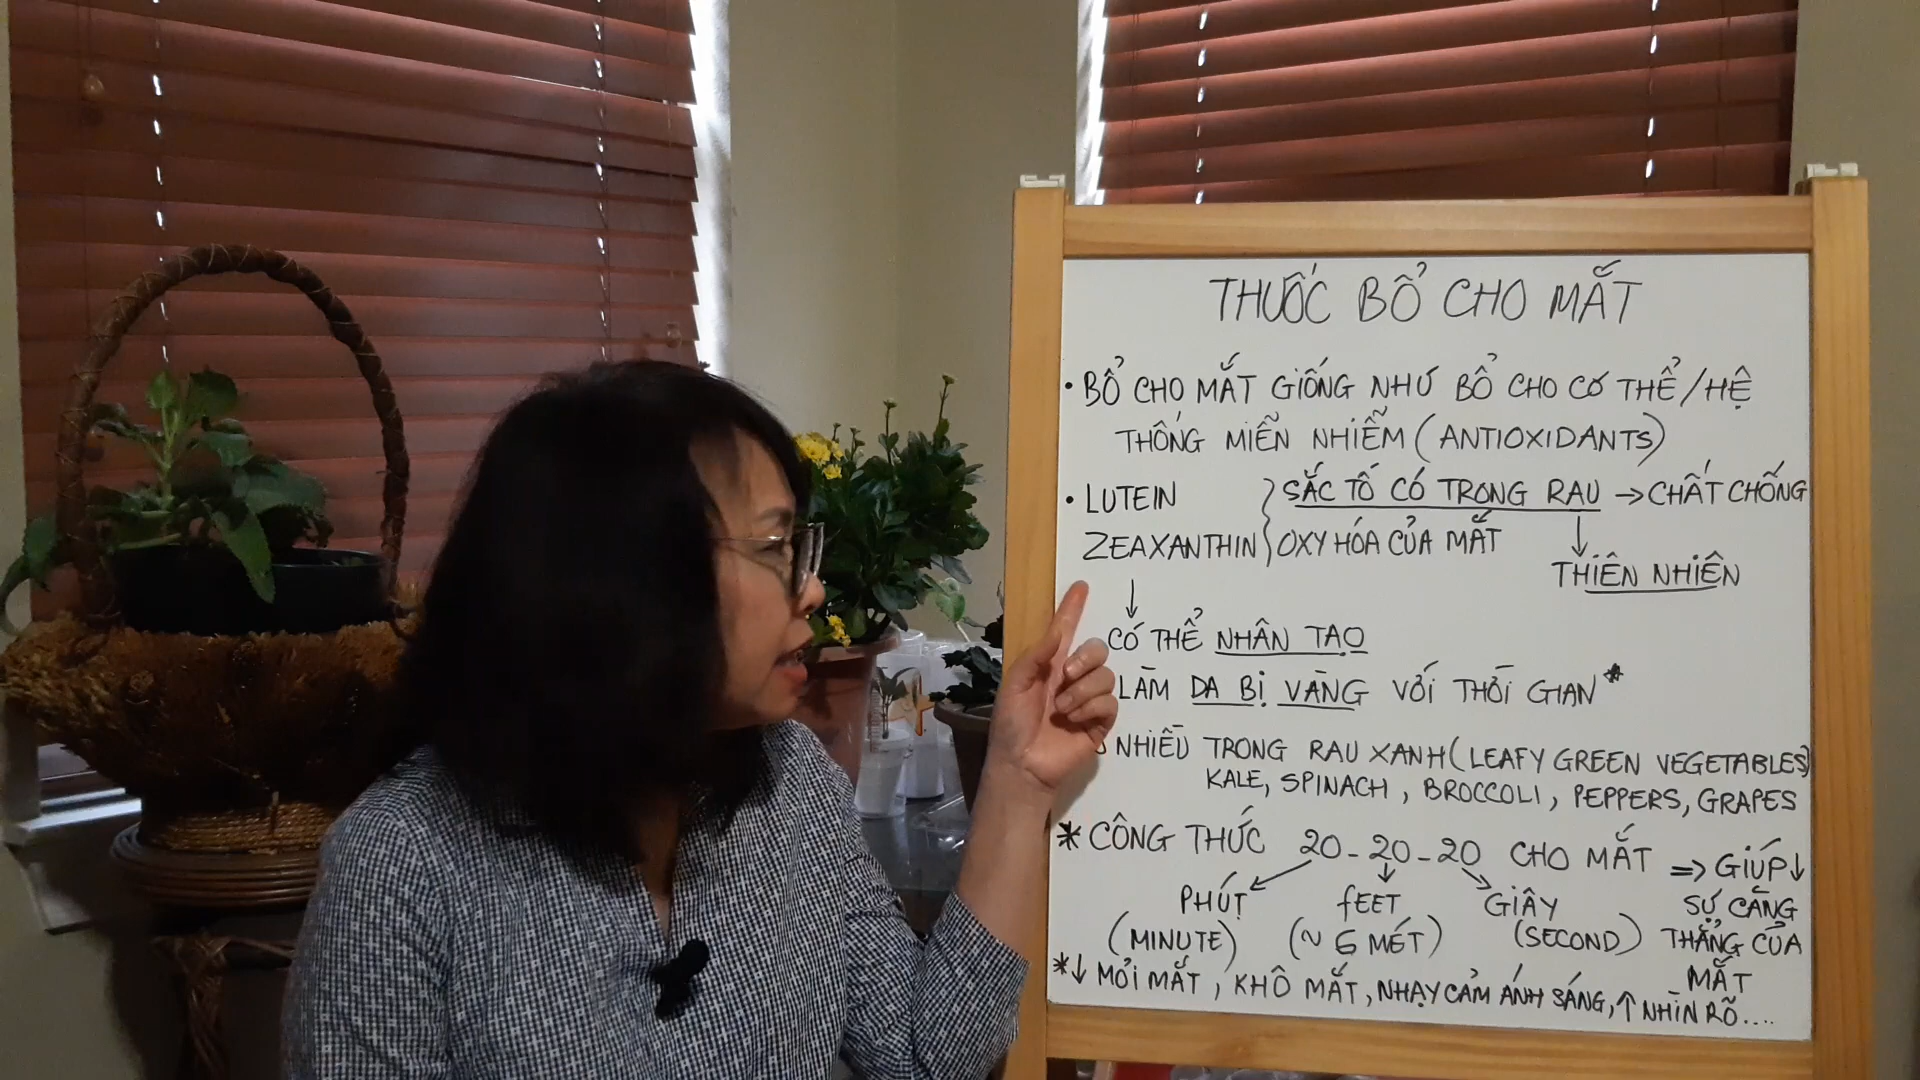 THUỐC BỔ CHO MẮT
• BỔ CHO MẮT GIỐNG NHƯ BỔ CHO CƠ THỂ/HỆ
THỐNG MIỄN NHIỄM (ANTIOXIDANTS)
• LUTEIN } SẮC TỐ CÓ TRONG RAU → CHẤT CHỐNG
ZEAXANTHIN } OXY HÓA CỦA MẮT ↓
THIÊN NHIÊN
↓
CÓ THỂ NHÂN TẠO
LÀM DA BỊ VÀNG VỚI THỜI GIAN *
NHIỀU TRONG RAU XANH (LEAFY GREEN VEGETABLES)
KALE, SPINACH, BROCCOLI, PEPPERS, GRAPES
* CÔNG THỨC 20-20-20 CHO MẮT => GIÚP ↓
PHÚT FEET GIÂY SỰ CĂNG
(MINUTE) (~ 6 MÉT) (SECOND) THẲNG CỦA
MẮT
* ↓ MỎI MẮT, KHÔ MẮT, NHẠY CẢM ÁNH SÁNG, ↑ NHÌN RÕ....